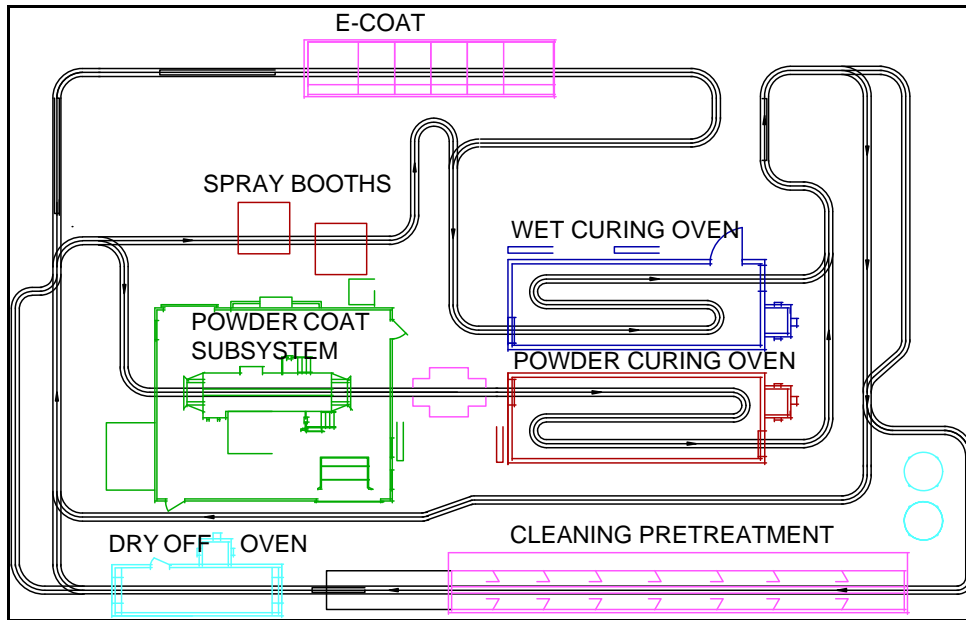 E-COAT
SPRAY BOOTHS
WET CURING OVEN
POWDER COAT
SUBSYSTEM
POWDER CURING OVEN
DRY OFF OVEN
CLEANING PRETREATMENT